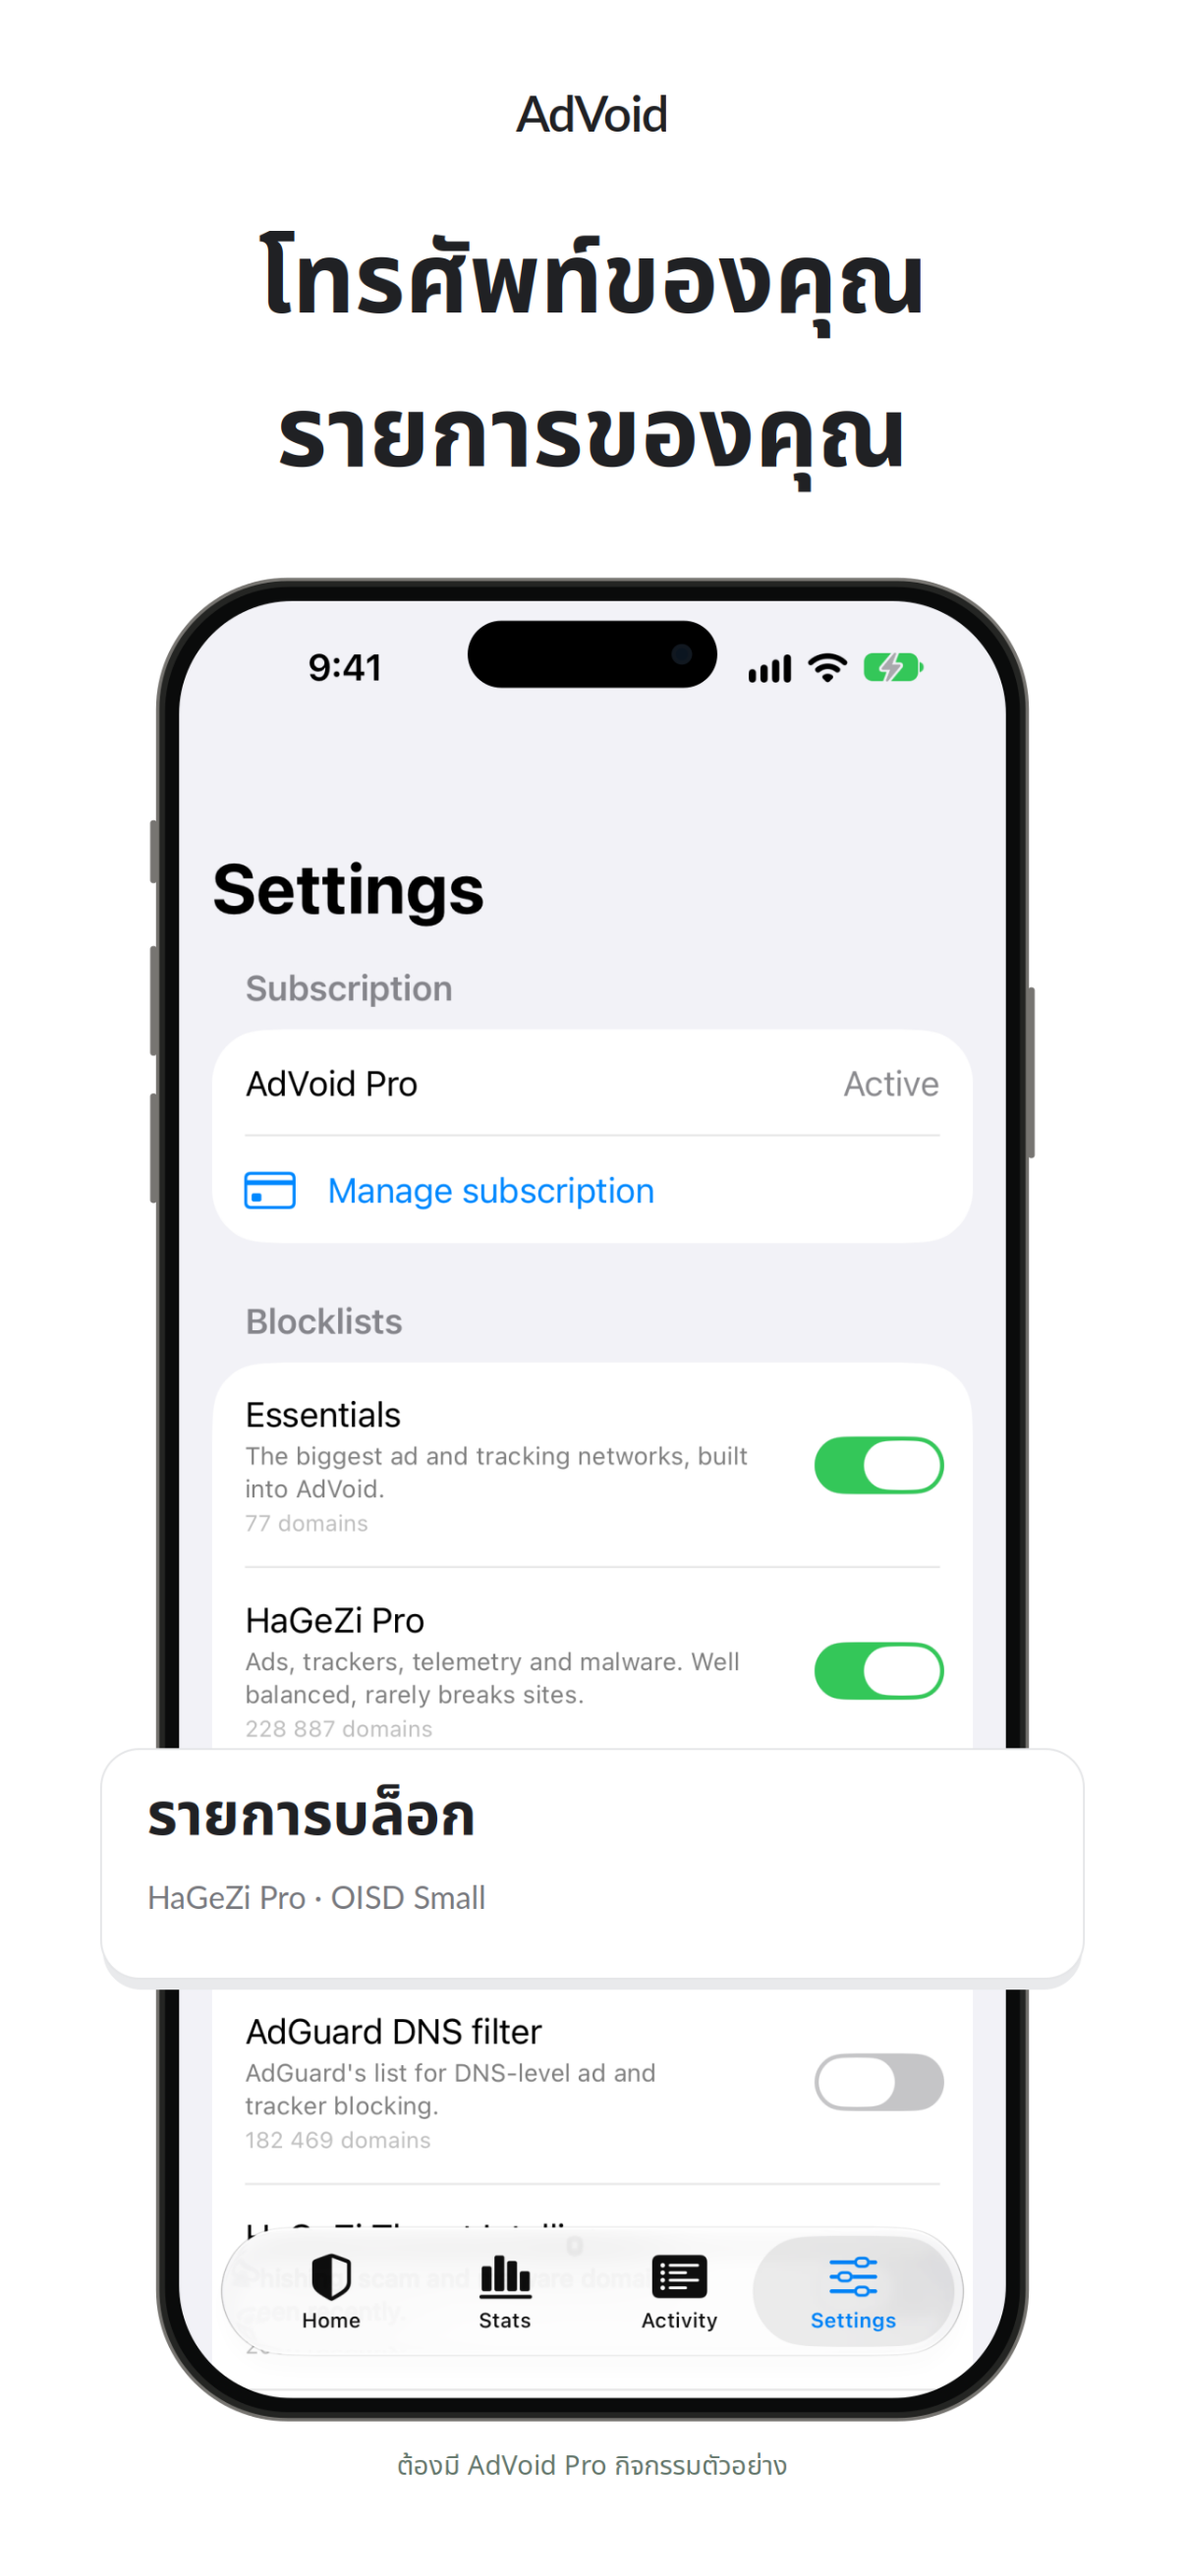 AdVoid
โทรศัพท์ของคุณ
รายการของคุณ
9:41
Settings
Subscription
AdVoid Pro
Active
Manage subscription
Blocklists
Essentials
The biggest ad and tracking networks, built
into AdVoid.
77 domains
HaGeZi Pro
Ads, trackers, telemetry and malware. Well
balanced, rarely breaks sites.
228 887 domains
รายการบล็อก
HaGeZi Pro · OISD Small
AdGuard DNS filter
AdGuard's list for DNS-level ad and
tracker blocking.
182 469 domains
Home
Stats
Activity
Settings
ต้องมี AdVoid Pro กิจกรรมตัวอย่าง